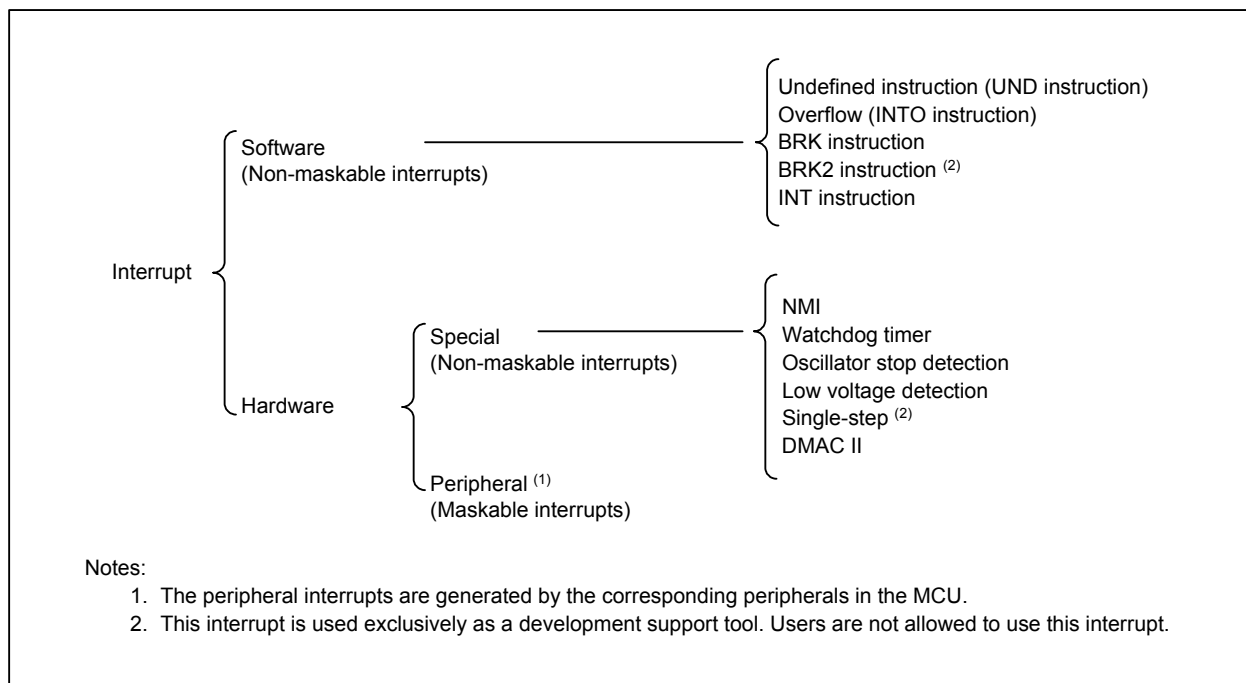 Undefined instruction (UND instruction)
Overflow (INTO instruction)
BRK instruction
BRK2 instruction (2)
INT instruction
Software
(Non-maskable interrupts)
Interrupt
NMI
Watchdog timer
Oscillator stop detection
Low voltage detection
Single-step (2)
DMAC II
Special
(Non-maskable interrupts)
Hardware
Peripheral (1)
(Maskable interrupts)
Notes:
1. The peripheral interrupts are generated by the corresponding peripherals in the MCU.
2. This interrupt is used exclusively as a development support tool. Users are not allowed to use this interrupt.